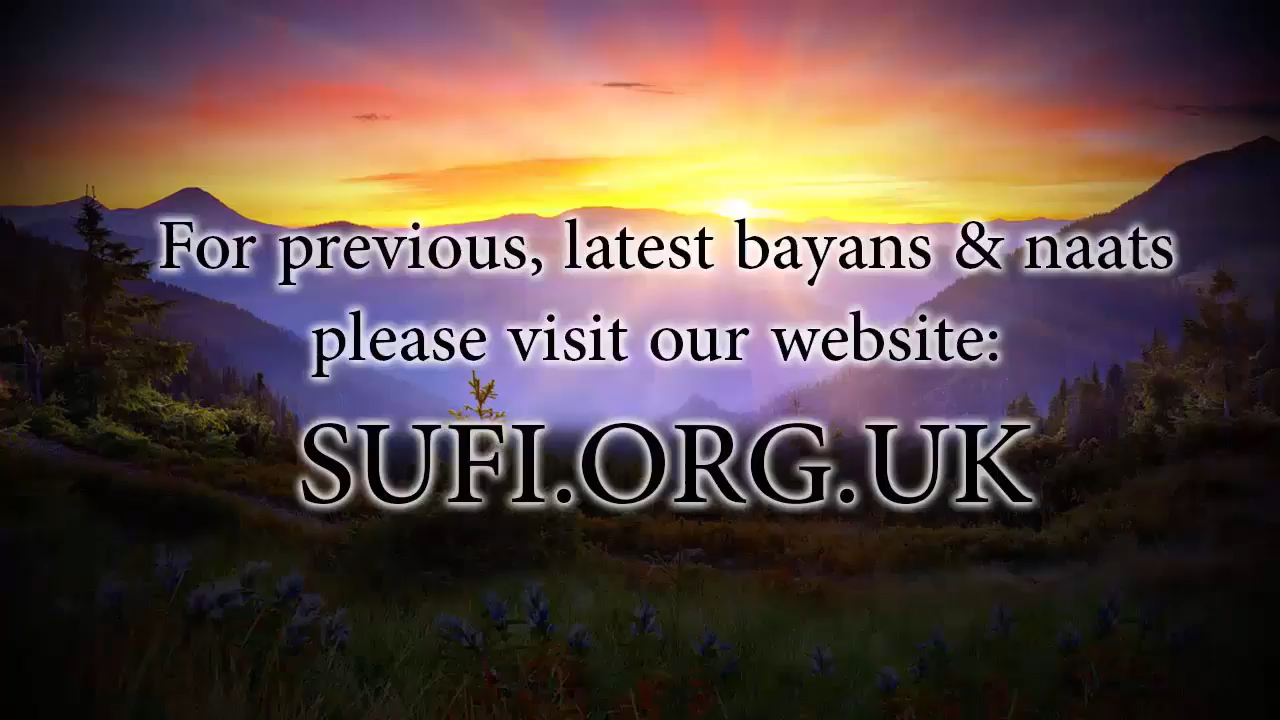 For previous, latest bayans & naats
please visit our website:
SUFI.ORG.UK